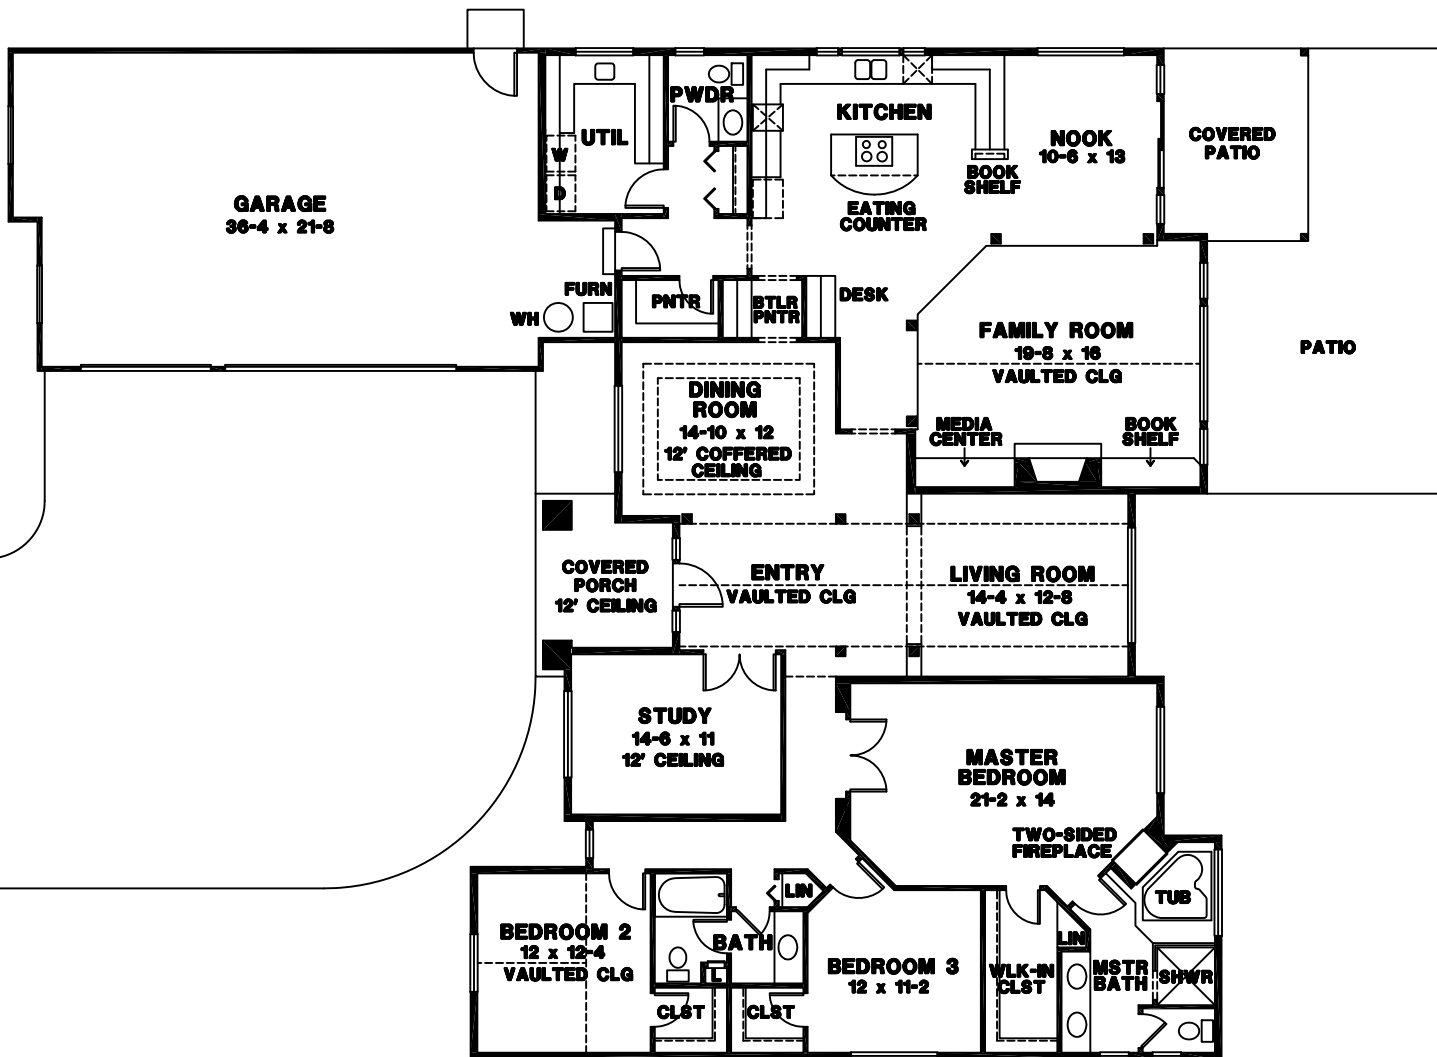 PWDR
UTIL
W
D
KITCHEN
NOOK
10-6 x 13
COVERED
PATIO
BOOK
SHELF
EATING
COUNTER
GARAGE
36-4 x 21-8
FURN
WH
PNTR
BTLR
PNTR
DESK
FAMILY ROOM
19-8 x 16
VAULTED CLG
PATIO
DINING
ROOM
14-10 x 12
12' COFFERED
CEILING
MEDIA
CENTER
BOOK
SHELF
COVERED
PORCH
12' CEILING
ENTRY
VAULTED CLG
LIVING ROOM
14-4 x 12-8
VAULTED CLG
STUDY
14-6 x 11
12' CEILING
MASTER
BEDROOM
21-2 x 14
TWO-SIDED
FIREPLACE
LIN
TUB
BEDROOM 2
12 x 12-4
VAULTED CLG
BATH
L
BEDROOM 3
12 x 11-2
LIN
WLK-IN
CLST
MSTR
BATH
SHWR
CLST
CLST